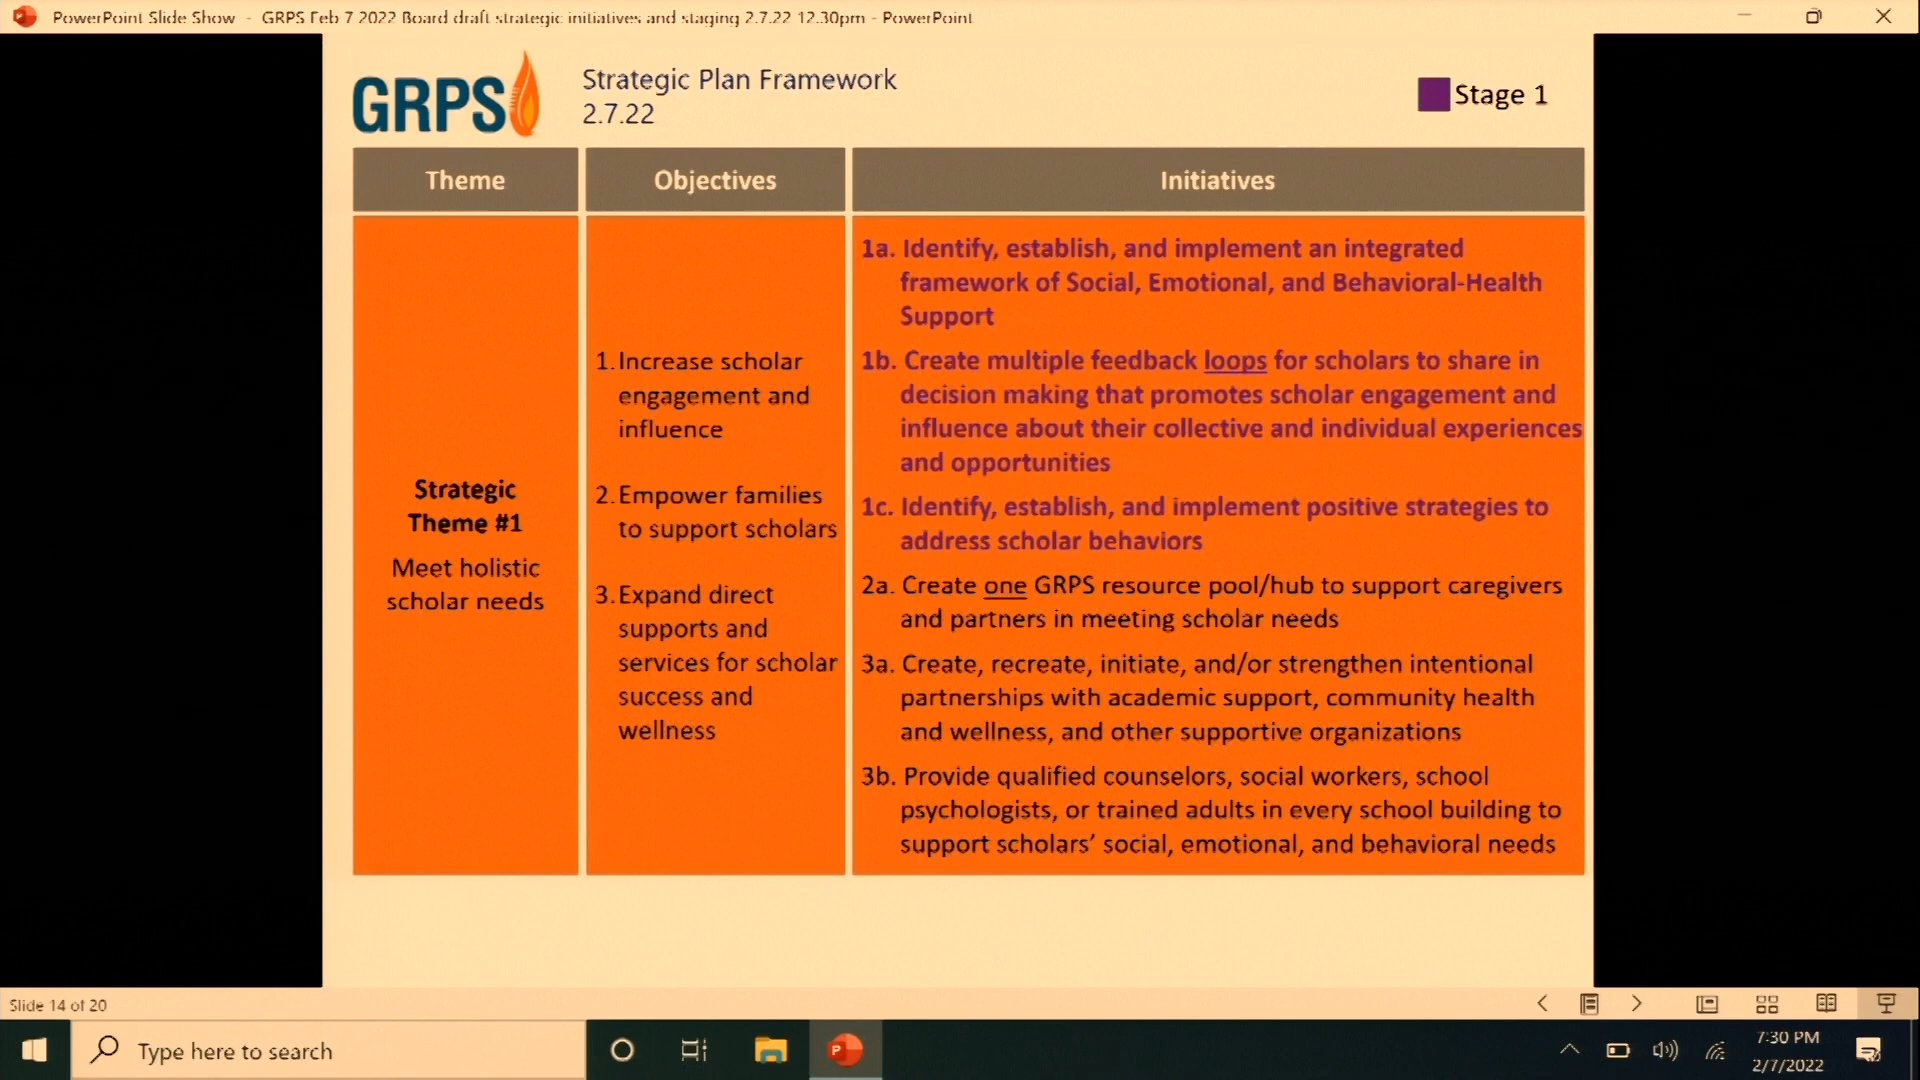 PowerPoint Slide Show - GRPS Feb 7 2022 Board draft strategic initiatives and staging 2.7.22 12.30pm - PowerPoint
GRPS
Strategic Plan Framework
2.7.22
Stage 1
Theme
Objectives
Initiatives
Strategic
Theme #1
Meet holistic
scholar needs
1. Increase scholar
engagement and
influence
2. Empower families
to support scholars
3. Expand direct
supports and
services for scholar
success and
wellness
1a. Identify, establish, and implement an integrated
framework of Social, Emotional, and Behavioral-Health
Support
1b. Create multiple feedback loops for scholars to share in
decision making that promotes scholar engagement and
influence about their collective and individual experiences
and opportunities
1c. Identify, establish, and implement positive strategies to
address scholar behaviors
2a. Create one GRPS resource pool/hub to support caregivers
and partners in meeting scholar needs
3a. Create, recreate, initiate, and/or strengthen intentional
partnerships with academic support, community health
and wellness, and other supportive organizations
3b. Provide qualified counselors, social workers, school
psychologists, or trained adults in every school building to
support scholars’ social, emotional, and behavioral needs
Slide 14 of 20
Type here to search
7:30 PM
2/7/2022